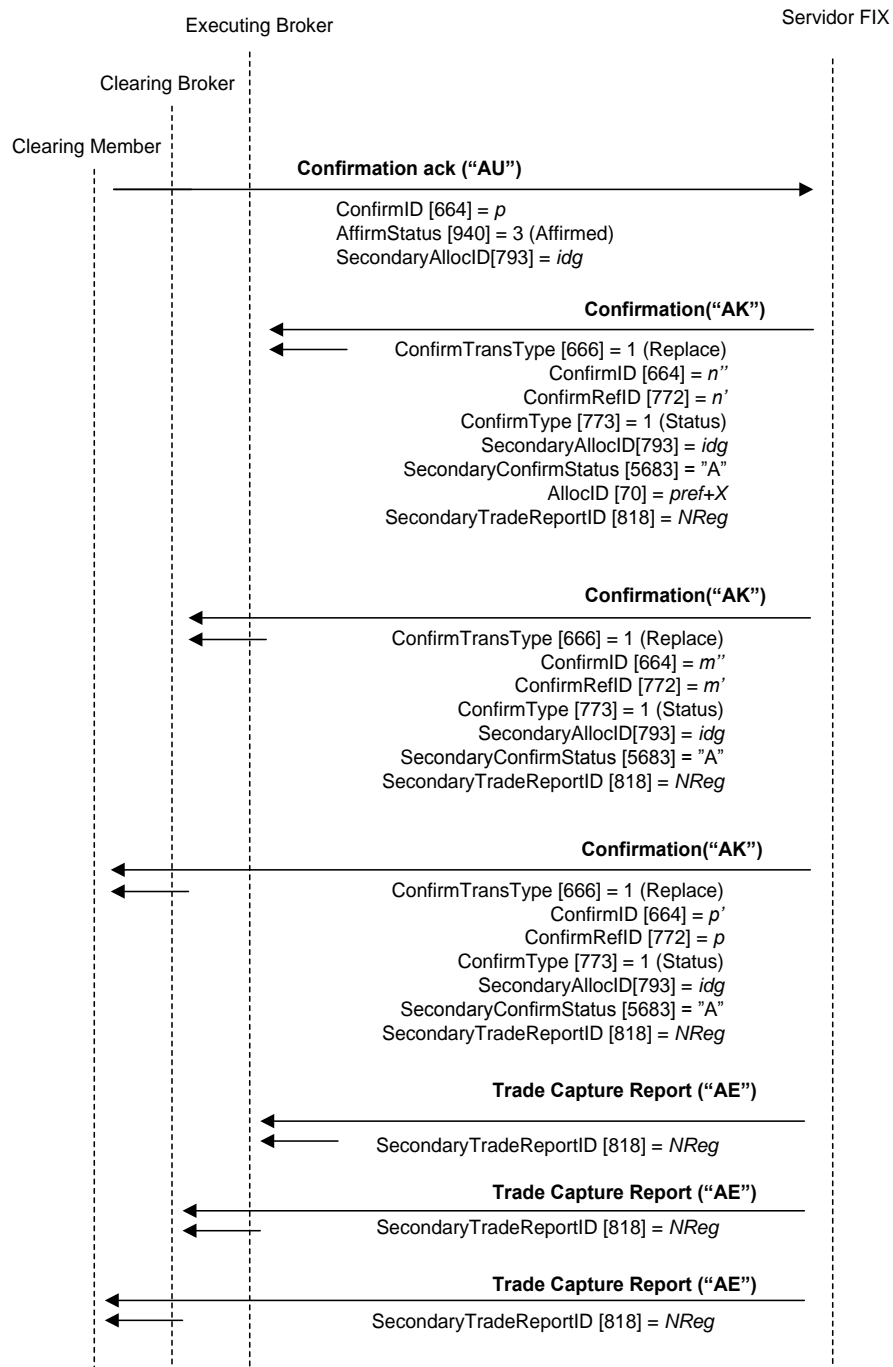 Servidor FIX
Executing Broker
Clearing Broker
Clearing Member
Confirmation ack (“AU”)
ConfirmID [664] = p
AffirmStatus [940] = 3 (Affirmed)
SecondaryAllocID[793] = idg
Confirmation(“AK”)
ConfirmTransType [666] = 1 (Replace)
ConfirmID [664] = n’’
ConfirmRefID [772] = n’
ConfirmType [773] = 1 (Status)
SecondaryAllocID[793] = idg
SecondaryConfirmStatus [5683] = ”A”
AllocID [70] = pref+X
SecondaryTradeReportID [818] = NReg
Confirmation(“AK”)
ConfirmTransType [666] = 1 (Replace)
ConfirmID [664] = m’’
ConfirmRefID [772] = m’
ConfirmType [773] = 1 (Status)
SecondaryAllocID[793] = idg
SecondaryConfirmStatus [5683] = ”A”
SecondaryTradeReportID [818] = NReg
Confirmation(“AK”)
ConfirmTransType [666] = 1 (Replace)
ConfirmID [664] = p’
ConfirmRefID [772] = p
ConfirmType [773] = 1 (Status)
SecondaryAllocID[793] = idg
SecondaryConfirmStatus [5683] = ”A”
SecondaryTradeReportID [818] = NReg
Trade Capture Report (“AE”)
SecondaryTradeReportID [818] = NReg
Trade Capture Report (“AE”)
SecondaryTradeReportID [818] = NReg
Trade Capture Report (“AE”)
SecondaryTradeReportID [818] = NReg